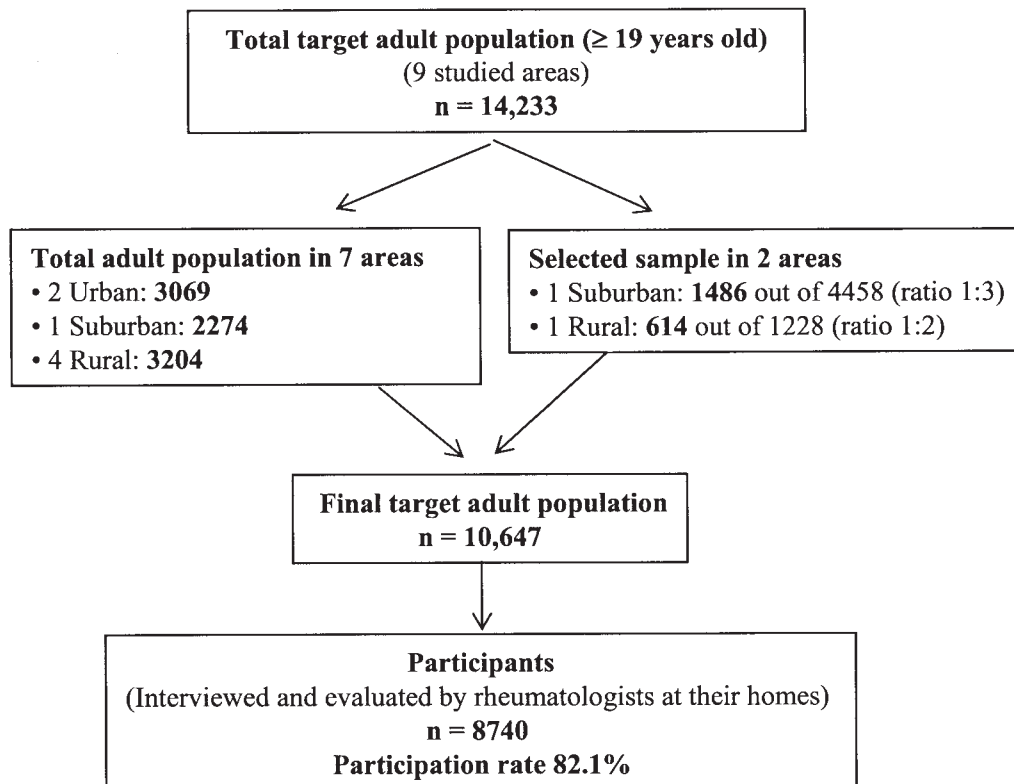 Total target adult population (≥ 19 years old)
(9 studied areas)
n = 14,233
Total adult population in 7 areas
• 2 Urban: 3069
• 1 Suburban: 2274
• 4 Rural: 3204
Selected sample in 2 areas
• 1 Suburban: 1486 out of 4458 (ratio 1:3)
• 1 Rural: 614 out of 1228 (ratio 1:2)
Final target adult population
n = 10,647
Participants
(Interviewed and evaluated by rheumatologists at their homes)
n = 8740
Participation rate 82.1%